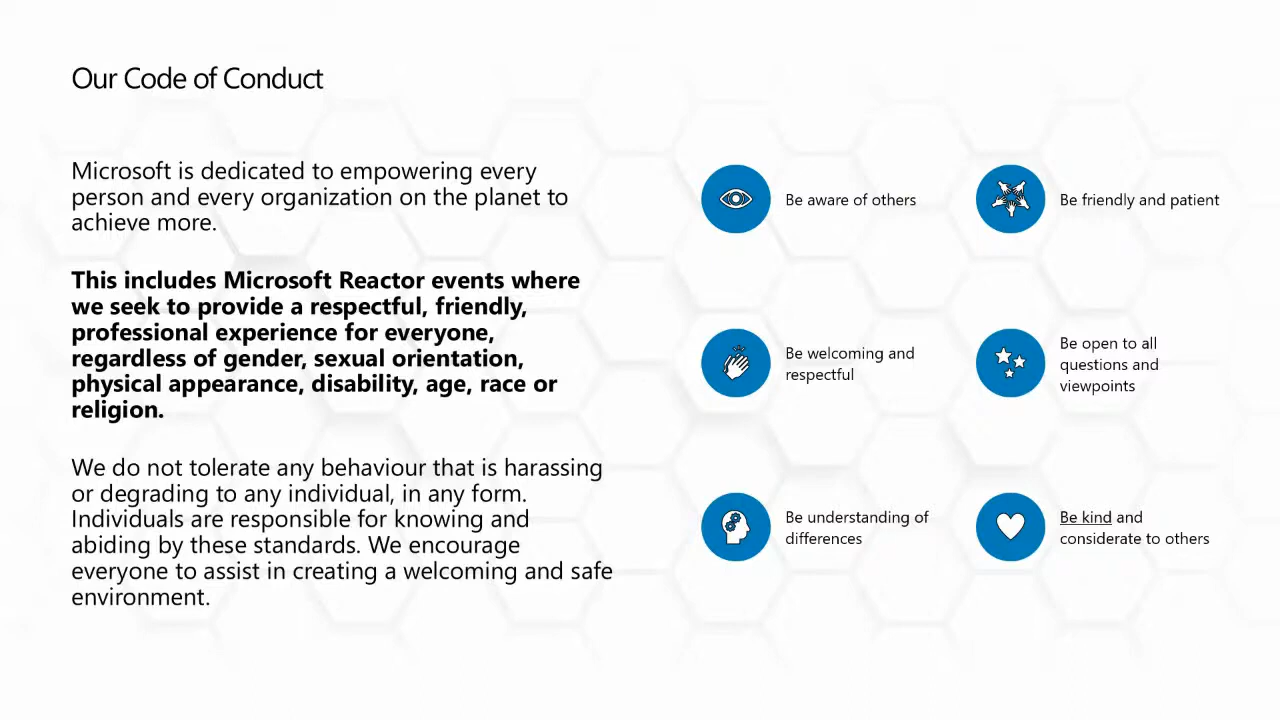 Our Code of Conduct
Microsoft is dedicated to empowering every
person and every organization on the planet to
achieve more.
This includes Microsoft Reactor events where
we seek to provide a respectful, friendly,
professional experience for everyone,
regardless of gender, sexual orientation,
physical appearance, disability, age, race or
religion.
We do not tolerate any behaviour that is harassing
or degrading to any individual, in any form.
Individuals are responsible for knowing and
abiding by these standards. We encourage
everyone to assist in creating a welcoming and safe
environment.
Be aware of others
Be friendly and patient
Be welcoming and
respectful
Be open to all
questions and
viewpoints
Be understanding of
differences
Be kind and
considerate to others